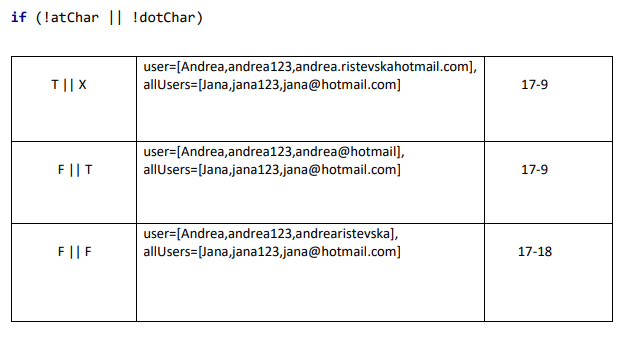 if (!atChar || !dotChar)
T || X
user=[Andrea,andrea123,andrea.ristevskahotmail.com],
allUsers=[Jana,jana123,jana@hotmail.com]
17-9
F || T
user=[Andrea,andrea123,andrea@hotmail],
allUsers=[Jana,jana123,jana@hotmail.com]
17-9
F || F
user=[Andrea,andrea123,andrearistevska],
allUsers=[Jana,jana123,jana@hotmail.com]
17-18